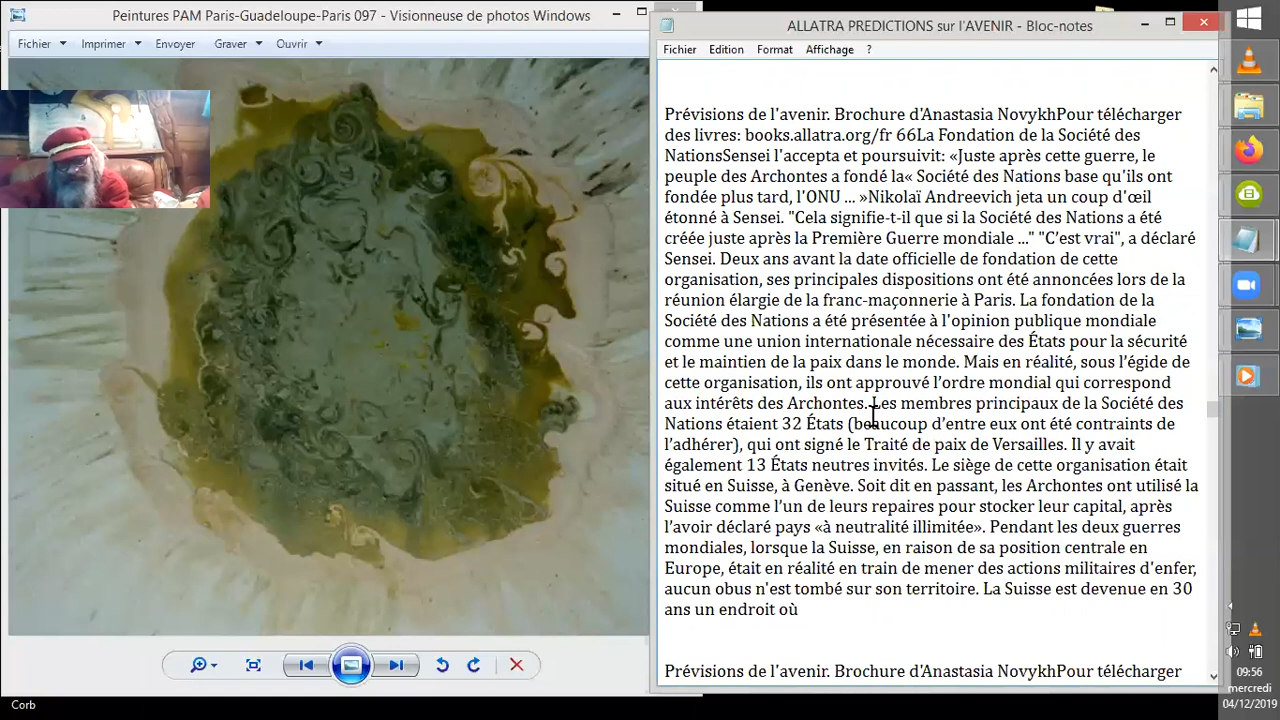 Peintures PAM Paris-Guadeloupe-Paris 097 - Visionneuse de photos Windows
Fichier Imprimer Envoyer Graver Ouvrir
Corb
ALLATRA PREDICTIONS sur l'AVENIR - Bloc-notes
Fichier Edition Format Affichage ?
Prévisions de l'avenir. Brochure d'Anastasia NovykhPour télécharger
des livres: books.allatra.org/fr 66La Fondation de la Société des
NationsSensei l'accepta et poursuivit: «Juste après cette guerre, le
peuple des Archontes a fondé la« Société des Nations base qu'ils ont
fondée plus tard, l'ONU ... »Nikolaï Andreevich jeta un coup d'œil
étonné à Sensei. "Cela signifie-t-il que si la Société des Nations a été
créée juste après la Première Guerre mondiale ..." "C’est vrai", a déclaré
Sensei. Deux ans avant la date officielle de fondation de cette
organisation, ses principales dispositions ont été annoncées lors de la
réunion élargie de la franc-maçonnerie à Paris. La fondation de la
Société des Nations a été présentée à l'opinion publique mondiale
comme une union internationale nécessaire des États pour la sécurité
et le maintien de la paix dans le monde. Mais en réalité, sous l’égide de
cette organisation, ils ont approuvé l’ordre mondial qui correspond
aux intérêts des Archontes. Les membres principaux de la Société des
Nations étaient 32 États (beaucoup d’entre eux ont été contraints de
l’adhérer), qui ont signé le Traité de paix de Versailles. Il y avait
également 13 États neutres invités. Le siège de cette organisation était
situé en Suisse, à Genève. Soit dit en passant, les Archontes ont utilisé la
Suisse comme l’un de leurs repaires pour stocker leur capital, après
l’avoir déclaré pays «à neutralité illimitée». Pendant les deux guerres
mondiales, lorsque la Suisse, en raison de sa position centrale en
Europe, était en réalité en train de mener des actions militaires d’enfer,
aucun obus n'est tombé sur son territoire. La Suisse est devenue en 30
ans un endroit où
Prévisions de l'avenir. Brochure d'Anastasia NovykhPour télécharger
09:56
mercredi
04/12/2019